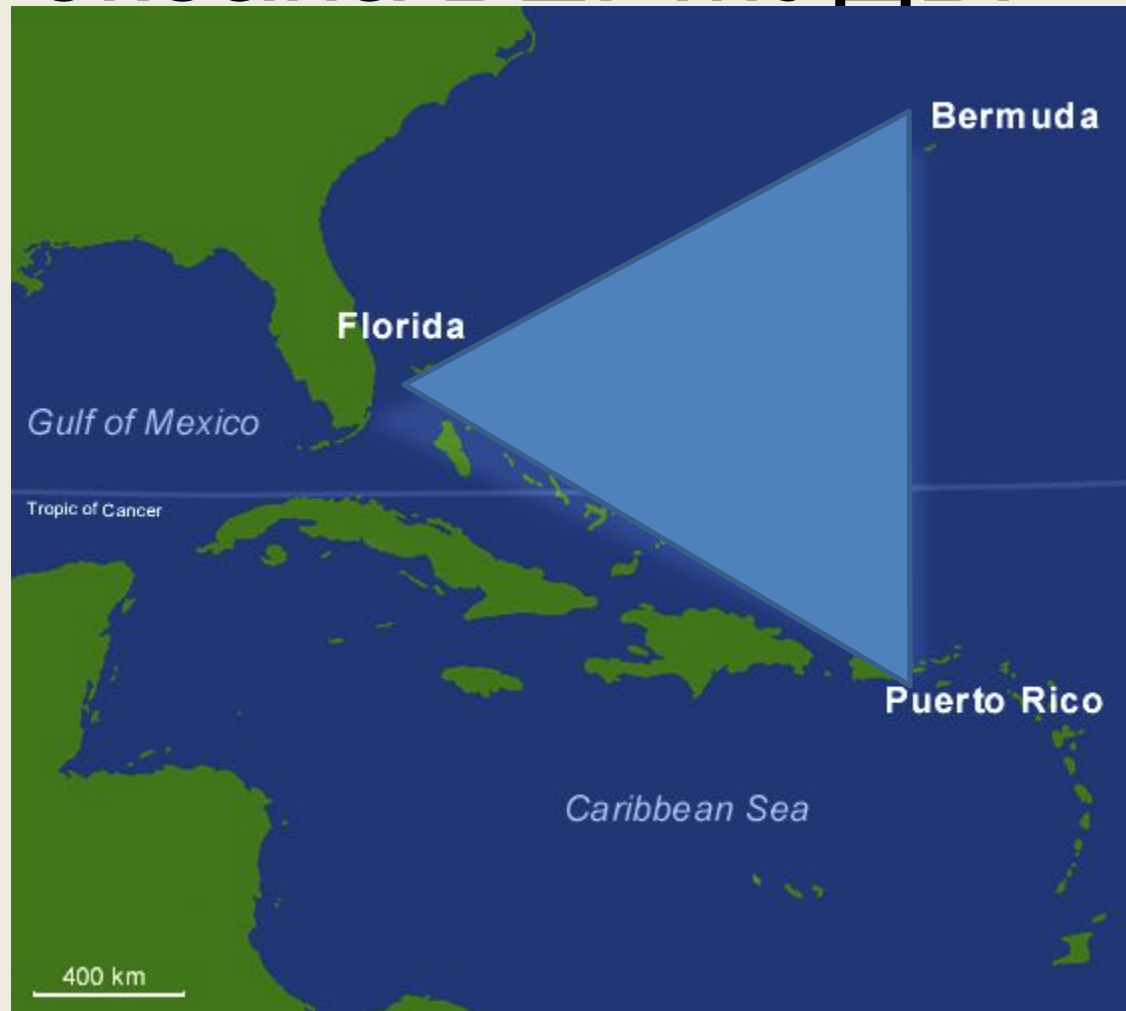 Bermuda
Florida
Gulf of Mexico
Tropic of Cancer
Puerto Rico
Caribbean Sea
400 km